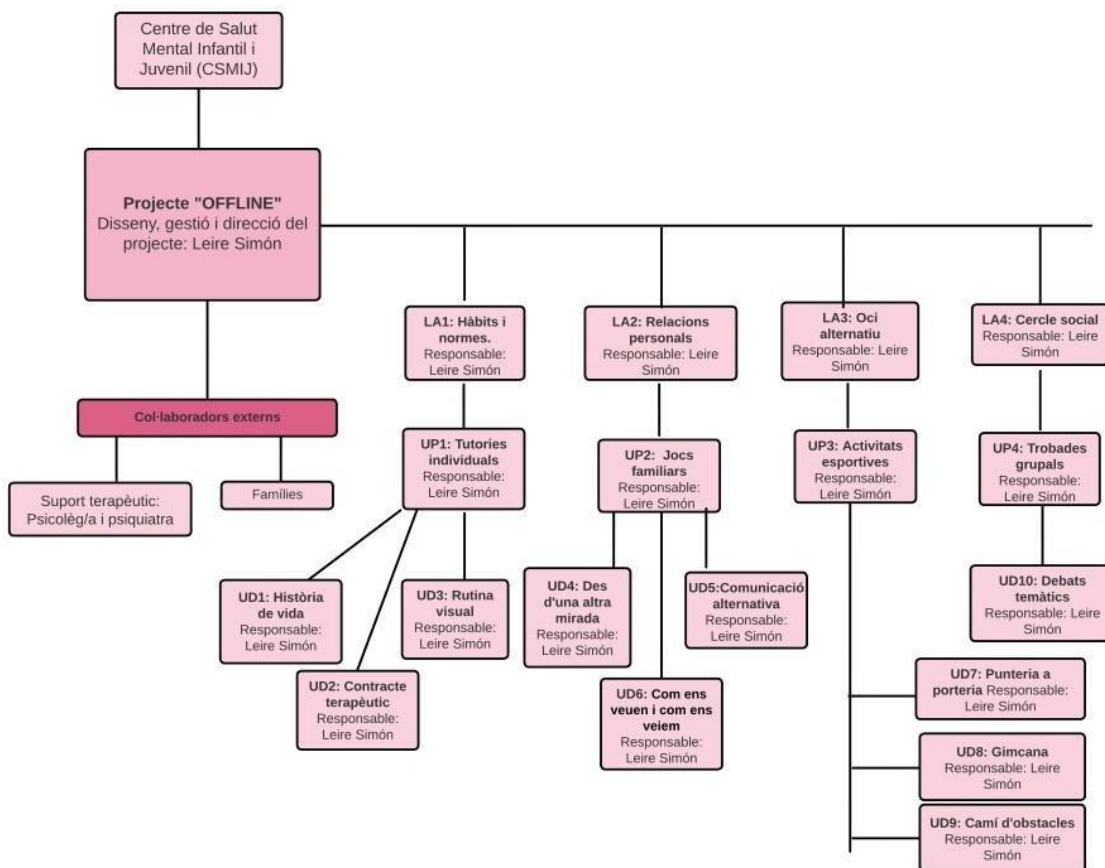 Centre de Salut
Mental Infantil i
Juvenil (CSMIJ)
Projecte "OFFLINE"
Disseny, gestió i direcció del
projecte: Leire Simón
LA1: Hàbits i
normes.
Responsable:
Leire Simón
LA2: Relacions
personals
Responsable:
Leire Simón
LA3: Oci
alternatiu
Responsable: Leire
Simón
LA4: Cercle social
Responsable: Leire
Simón
Col·laboradors externs
Suport terapèutic:
Psicolèg/a i psiquiatra
Famílies
UP1: Tutories
individuals
Responsable:
Leire Simón
UP2: Jocs
familiars
Responsable:
Leire Simón
UP3: Activitats
esportives
Responsable:
Leire Simón
UP4: Trobades
grupals
Responsable:
Leire Simón
UD1: Història
de vida
Responsable:
Leire Simón
UD2: Contracte
terapèutic
Responsable:
Leire Simón
UD3: Rutina
visual
Responsable:
Leire Simón
UD4: Des
d'una altra
mirada
Responsable:
Leire Simón
UD5:Comunicació
alternativa
Responsable:
Leire Simón
UD6: Com ens
veuen i com ens
veiem
Responsable:
Leire Simón
UD10: Debats
temàtics
Responsable: Leire
Simón
UD7: Punteria a
porteria Responsable:
Leire Simón
UD8: Gimcana
Responsable: Leire
Simón
UD9: Camí d'obstacles
Responsable: Leire
Simón